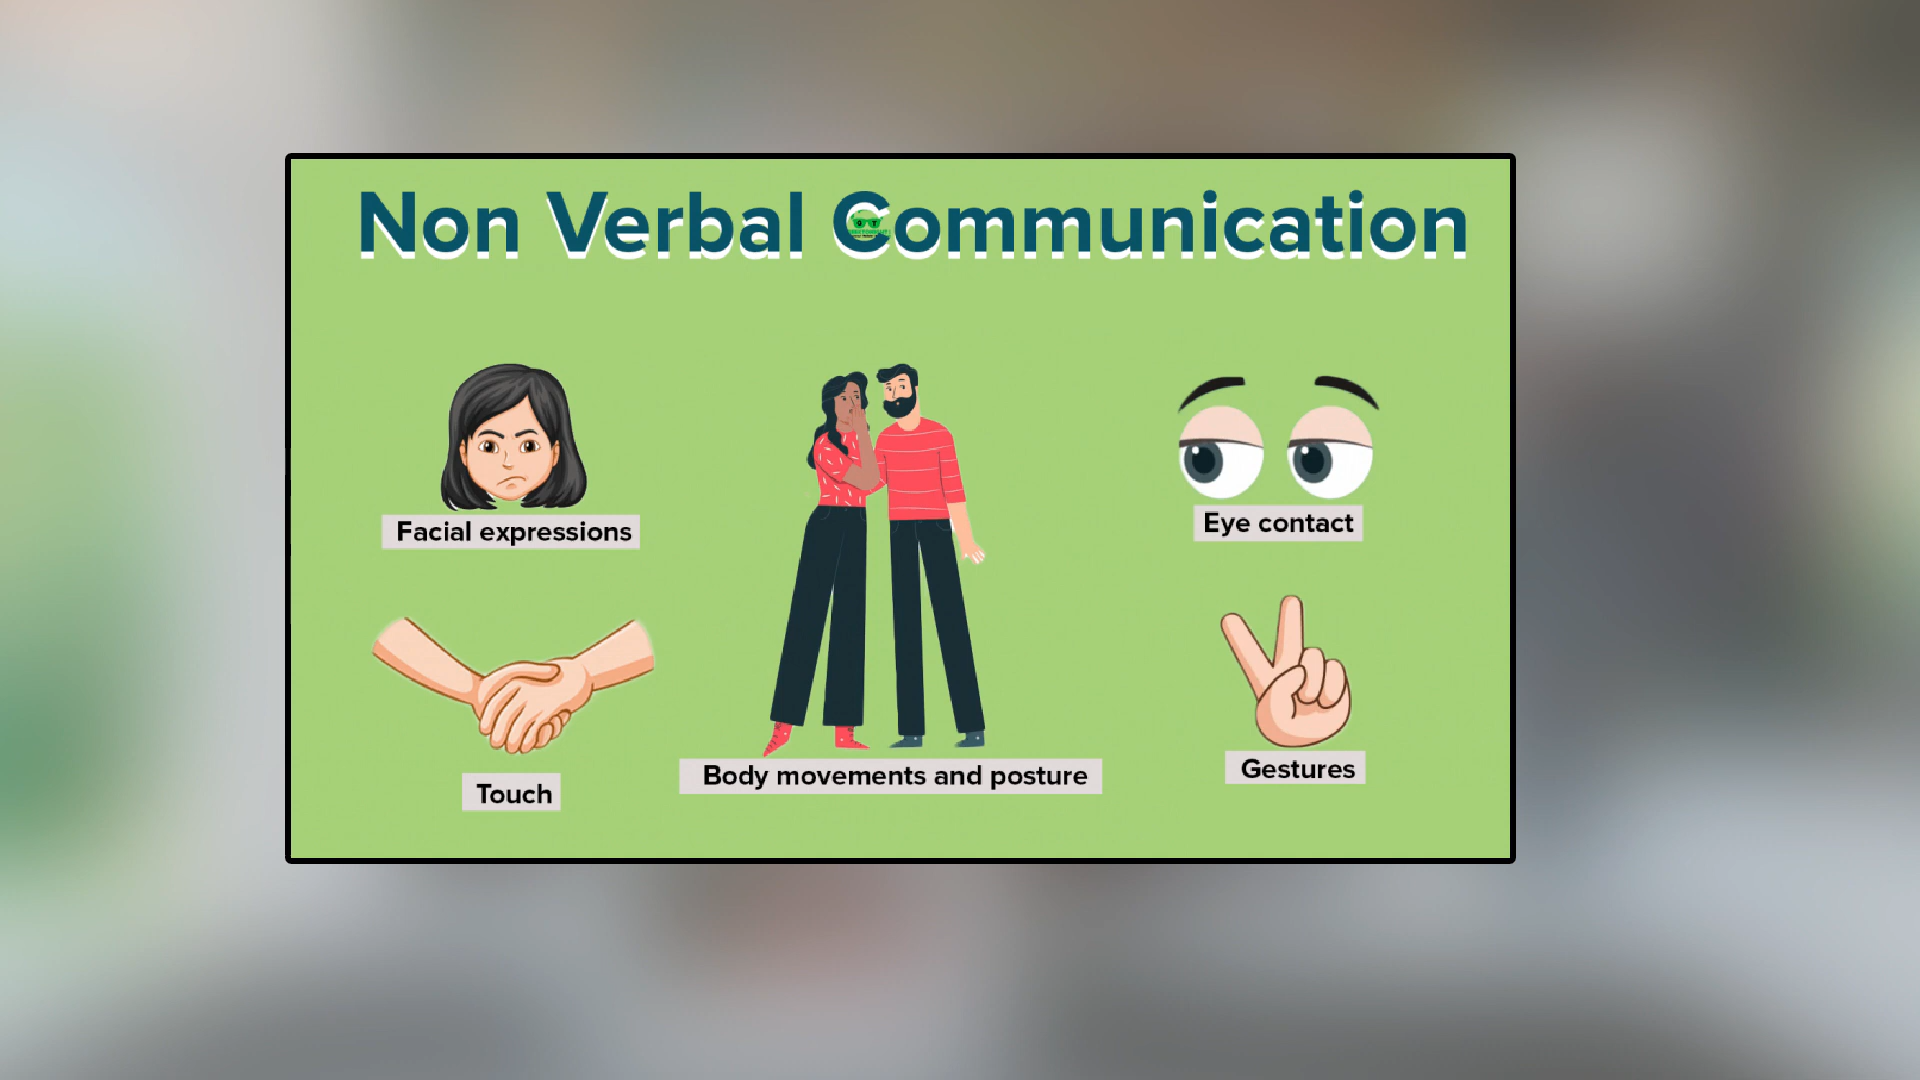 Non Verbal Communication
Facial expressions
Eye contact
Touch
Body movements and posture
Gestures